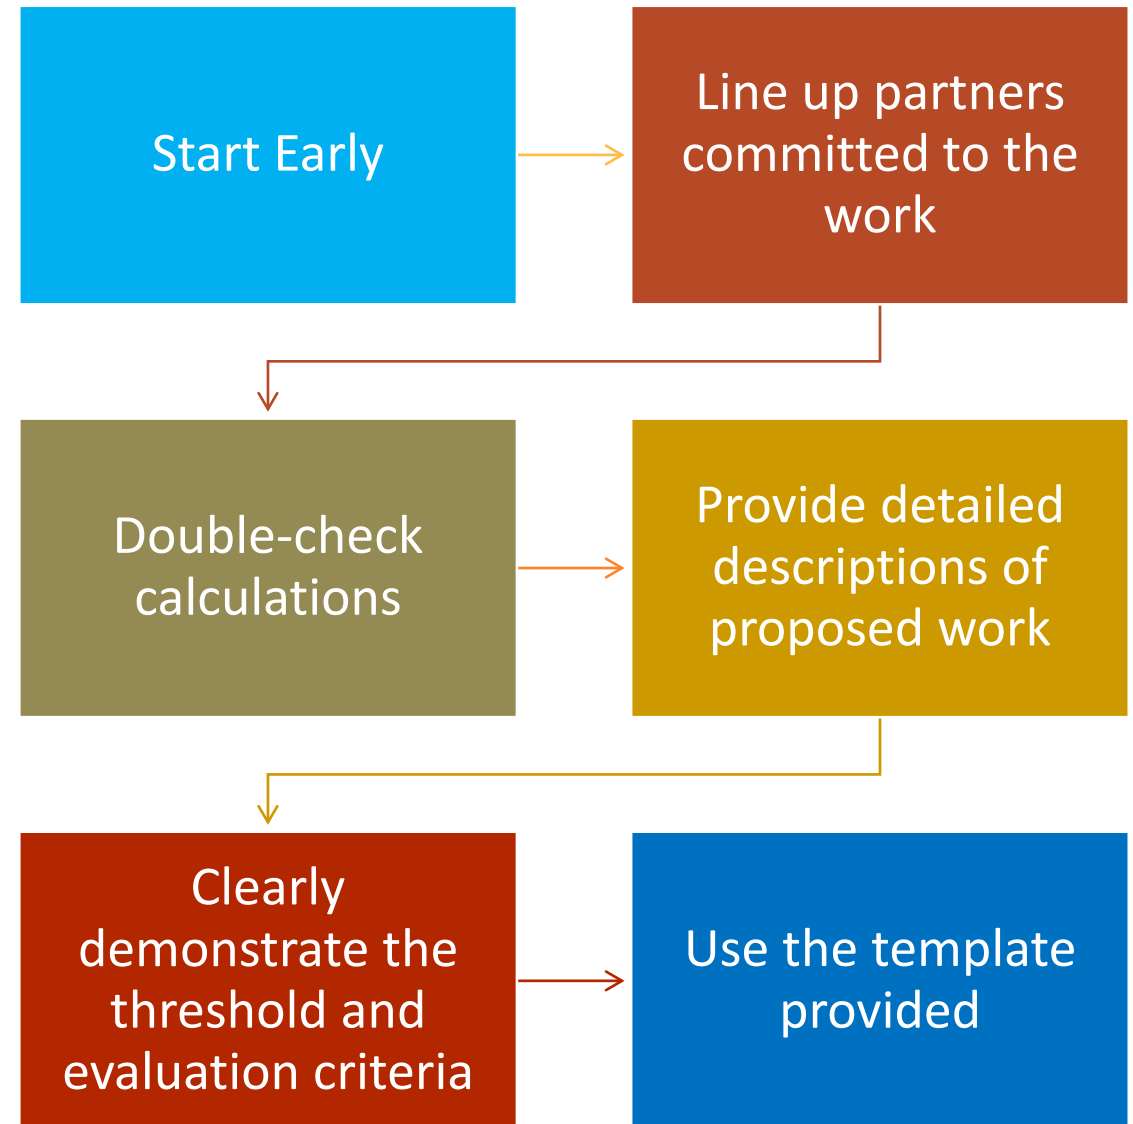 Start Early
Line up partners
committed to the
work
Double-check
calculations
Provide detailed
descriptions of
proposed work
Clearly
demonstrate the
threshold and
evaluation criteria
Use the template
provided